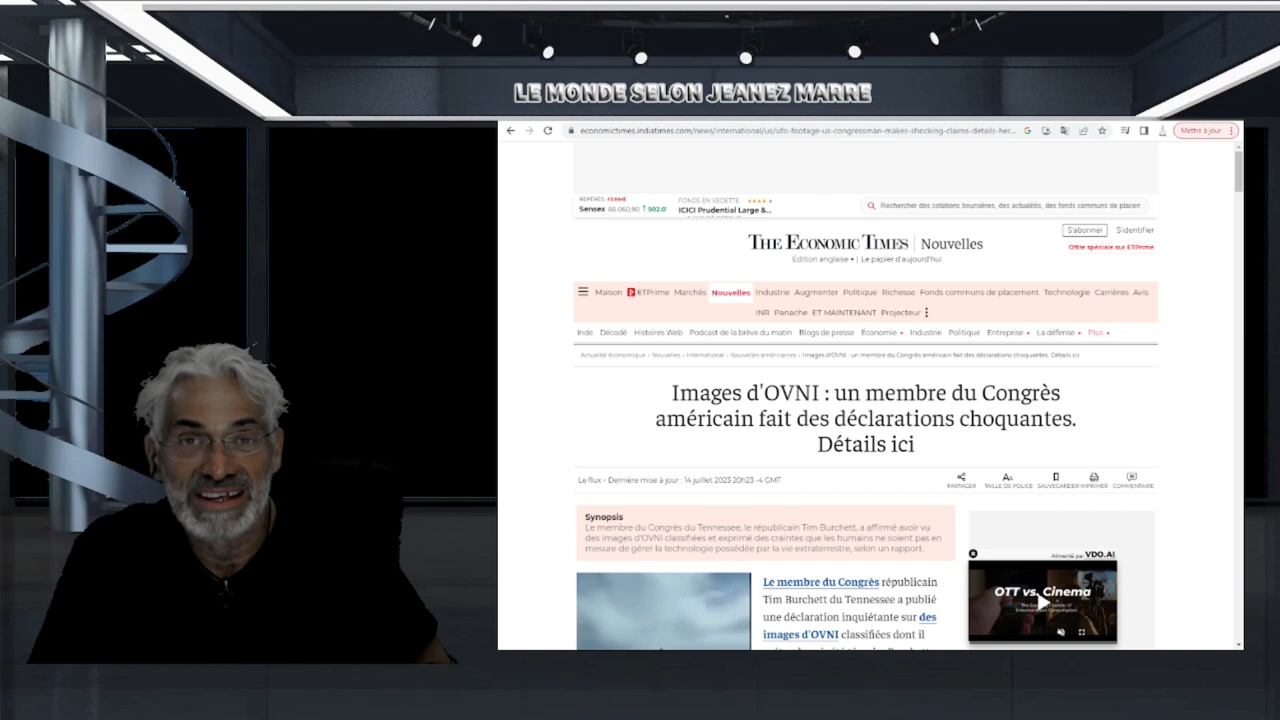 LE MONDE SELON JEANEZ MARRE
economictimes.indiatimes.com/news/international/us/ufo-footage-us-congressman-makes-shocking-claims-details-her...
Mettre à jour
REPÈRES FERMÉ
Sensex 66 060,90 ↑ 502.01
FONDS EN VEDETTE
ICICI Prudential Large &...
Rechercher des cotations boursières, des actualités, des fonds communs de placen
THE ECONOMIC TIMES | Nouvelles
Édition anglaise ▾ | Le papier d'aujourd'hui
S'abonner S'identifier
Offre spéciale sur ETPrime
Maison ETPrime Marchés Nouvelles Industrie Augmenter Politique Richesse Fonds communs de placement Technologie Carrières Avis
INR Panache ET MAINTENANT Projecteur
Inde Décodé Histoires Web Podcast de la brève du matin Blogs de presse Économie Industrie Politique Entreprise La défense Plus
Actualité économique › Nouvelles › International › Nouvelles américaines › Images d'OVNI : un membre du Congrès américain fait des déclarations choquantes. Détails ici
Images d'OVNI : un membre du Congrès
américain fait des déclarations choquantes.
Détails ici
Le flux • Dernière mise à jour : 14 juillet 2023 20h23 -4 GMT
PARTAGER TAILLE DE POLICE SAUVEGARDER IMPRIMER COMMENTAIRE
Synopsis
Le membre du Congrès du Tennessee, le républicain Tim Burchett, a affirmé avoir vu
des images d'OVNI classifiées et exprimé des craintes que les humains ne soient pas en
mesure de gérer la technologie possédée par la vie extraterrestre, selon un rapport.
Le membre du Congrès républicain
Tim Burchett du Tennessee a publié
une déclaration inquiétante sur des
images d'OVNI classifiées dont il
Alimenté par VDO.AI
OTT vs. Cinema